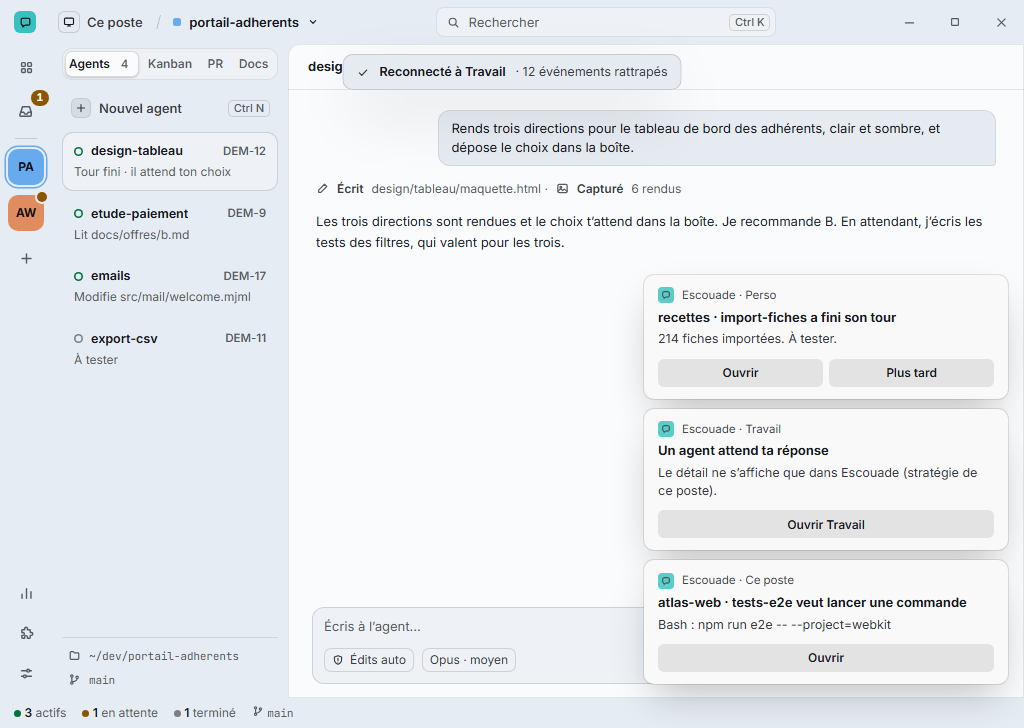 Ce poste / portail-adherents
Rechercher
Ctrl K
Agents 4
Kanban
PR
Docs
1
Nouvel agent
Ctrl N
PA
AW
design-tableau DEM-12
Tour fini · il attend ton choix
etude-paiement DEM-9
Lit docs/offres/b.md
emails DEM-17
Modifie src/mail/welcome.mjml
export-csv DEM-11
À tester
~/dev/portail-adherents
main
3 actifs
1 en attente
1 terminé
main
desig
Reconnecté à Travail · 12 événements rattrapés
Rends trois directions pour le tableau de bord des adhérents, clair et sombre, et
dépose le choix dans la boîte.
Écrit design/tableau/maquette.html · Capturé 6 rendus
Les trois directions sont rendues et le choix t’attend dans la boîte. Je recommande B. En attendant, j’écris les
tests des filtres, qui valent pour les trois.
Escouade · Perso
recettes · import-fiches a fini son tour
214 fiches importées. À tester.
Ouvrir
Plus tard
Escouade · Travail
Un agent attend ta réponse
Le détail ne s’affiche que dans Escouade (stratégie de
ce poste).
Ouvrir Travail
Escouade · Ce poste
atlas-web · tests-e2e veut lancer une commande
Bash : npm run e2e -- --project=webkit
Ouvrir
Écris à l’agent…
Édits auto
Opus · moyen